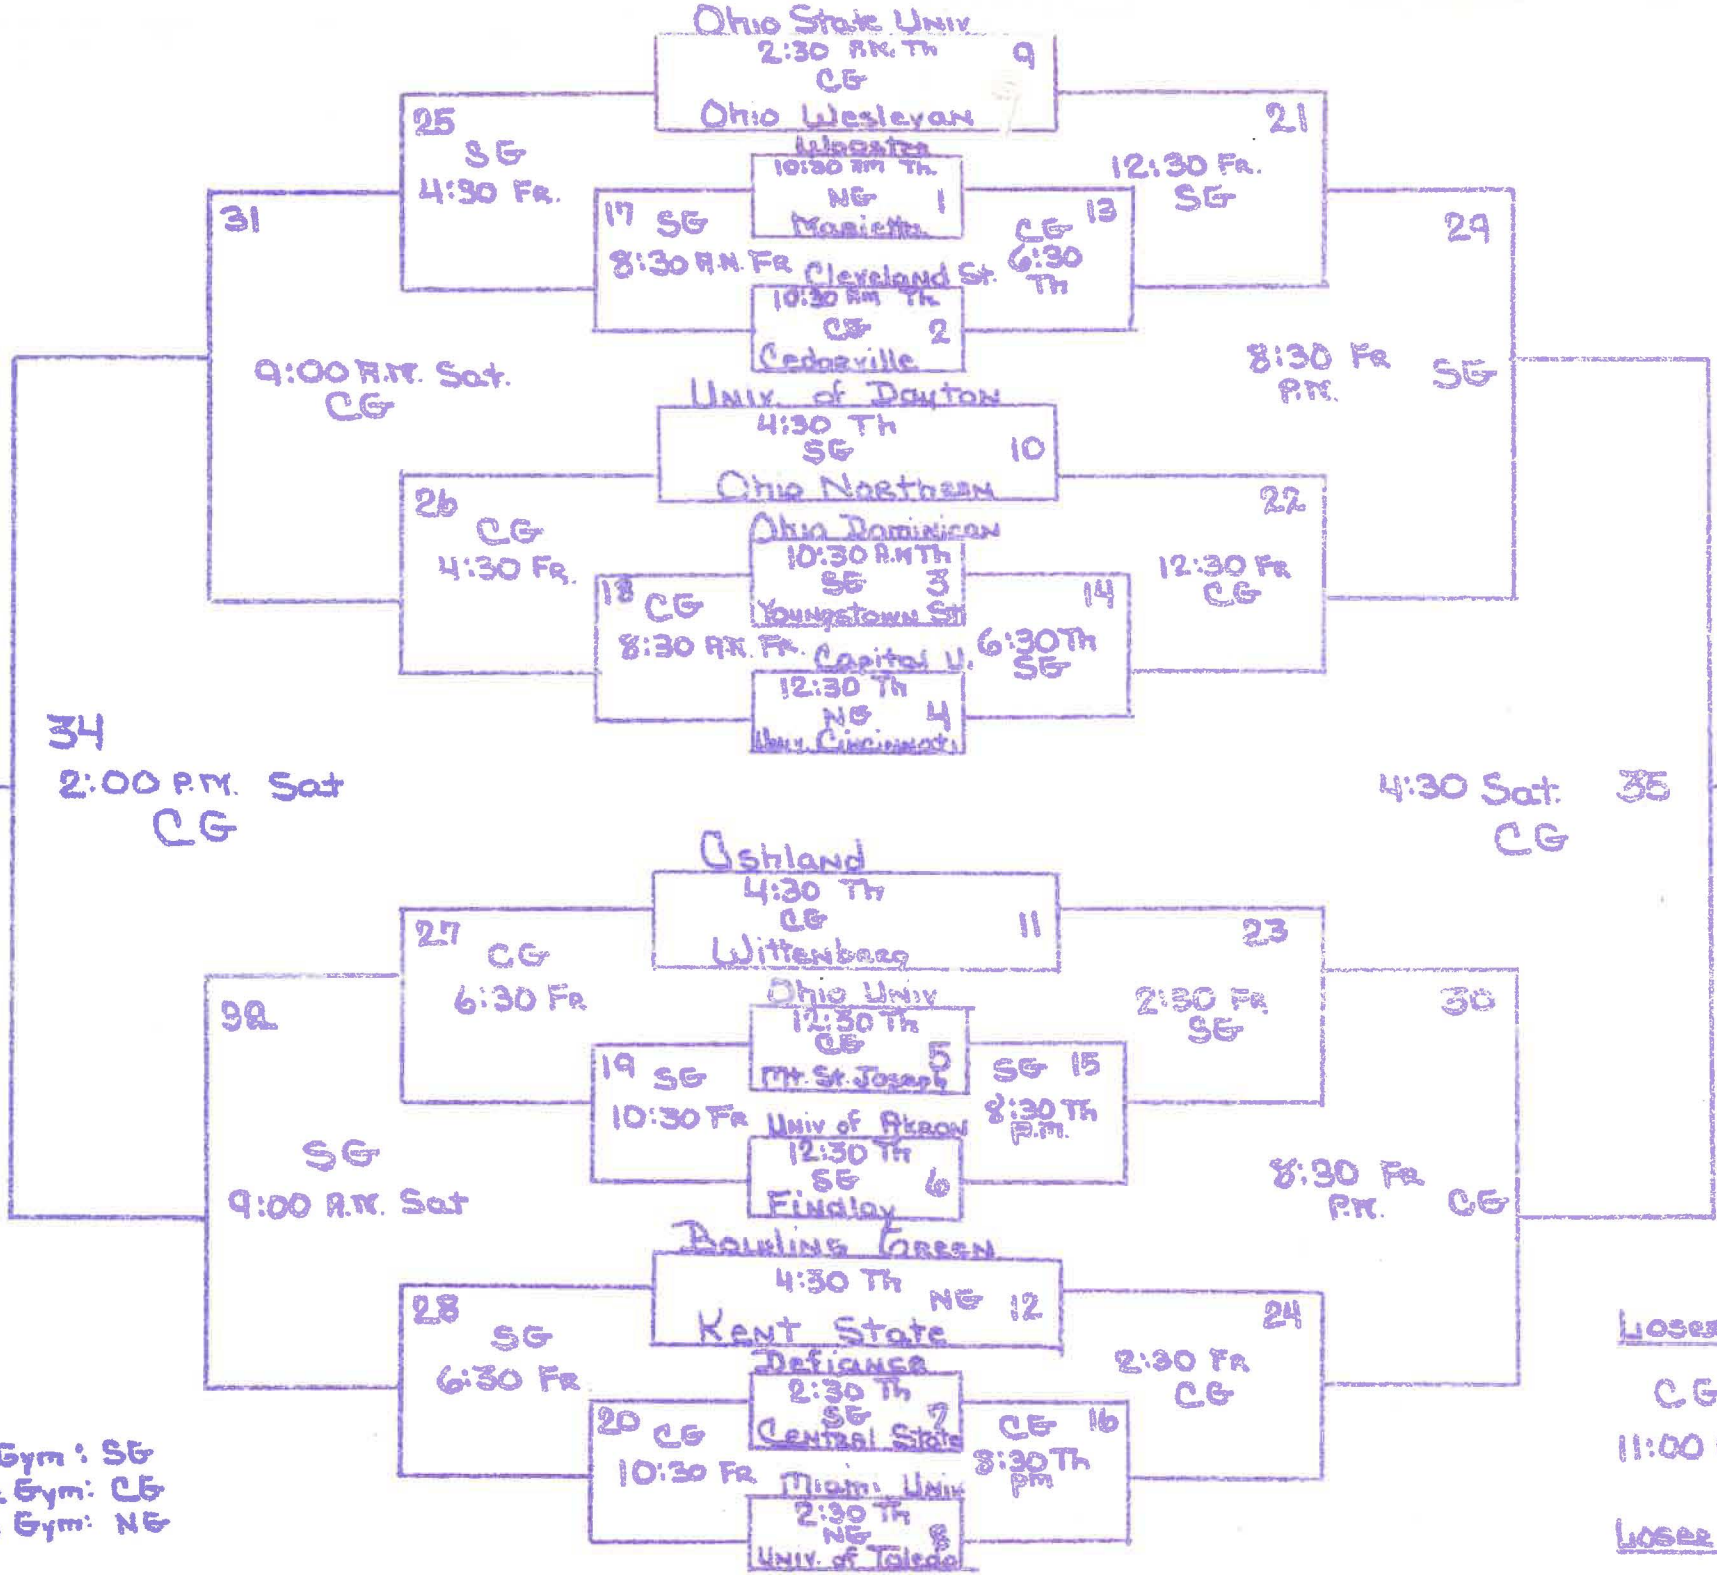 Ohio State Univ.
2:30 P.M. Th
9
CG
Ohio Wesleyan
25
SG
4:30 Fr.
21
12:30 Fr.
SG
Wooster
10:30 AM Th.
NG
1
Marietta
31
17
SG
8:30 A.M. Fr
13
CG
6:30
Th
29
Cleveland St.
10:30 AM Th.
CG
2
Cedarville
9:00 A.M. Sat.
CG
8:30 Fr
P.M.
SG
Univ. of Dayton
4:30 Th
SG
10
Ohio Northern
26
CG
4:30 Fr.
22
12:30 Fr
CG
Ohio Dominican
10:30 A.M Th
SG
3
Youngstown St
18
CG
8:30 A.M. Fr.
14
6:30 Th
SG
Capital U.
12:30 Th
NG
4
Univ. Cincinnati
34
2:00 P.M. Sat
CG
4:30 Sat.
35
CG
Ashland
4:30 Th
CG
11
Wittenberg
27
CG
6:30 Fr
23
2:30 Fr
SG
Ohio Univ
12:30 Th
CG
5
Mt. St. Joseph
32
19
SG
10:30 Fr
SG
15
8:30 Th
P.M.
30
Univ of Akron
12:30 Th
SG
6
Findlay
SG
9:00 A.M. Sat
8:30 Fr
P.M.
CG
Bowling Green
4:30 Th
NG
12
Kent State
28
SG
6:30 Fr
24
2:30 Fr
CG
Defiance
2:30 Th
SG
7
Central State
20
CG
10:30 Fr
CG
16
8:30 Th
pm
Miami Univ
2:30 Th
NG
8
Univ. of Toledo
Gym: SG
Gym: CG
Gym: NG
Loser
CG
11:00
Loser